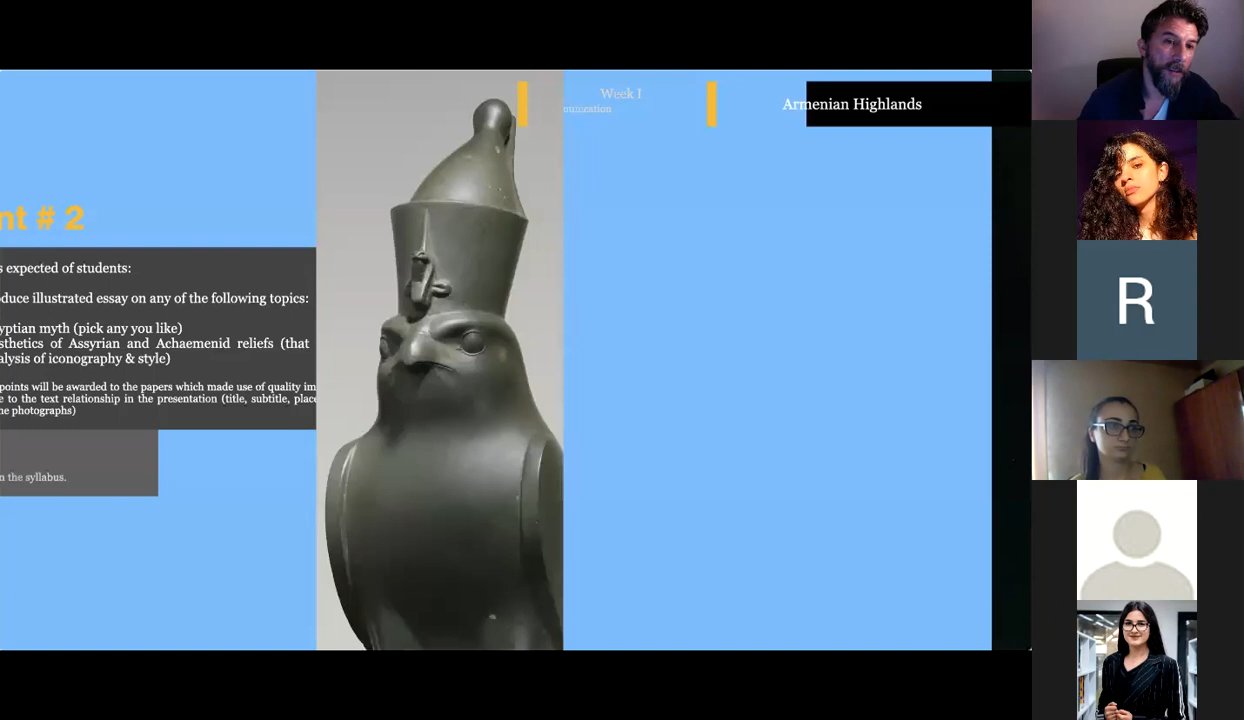 Week I
Armenian Highlands
nt # 2
s expected of students:
duce illustrated essay on any of the following topics:
yptian myth (pick any you like)
sthetics of Assyrian and Achaemenid reliefs (that
alysis of iconography & style)
points will be awarded to the papers which made use of quality im
e to the text relationship in the presentation (title, subtitle, place
he photographs)
n the syllabus.
R